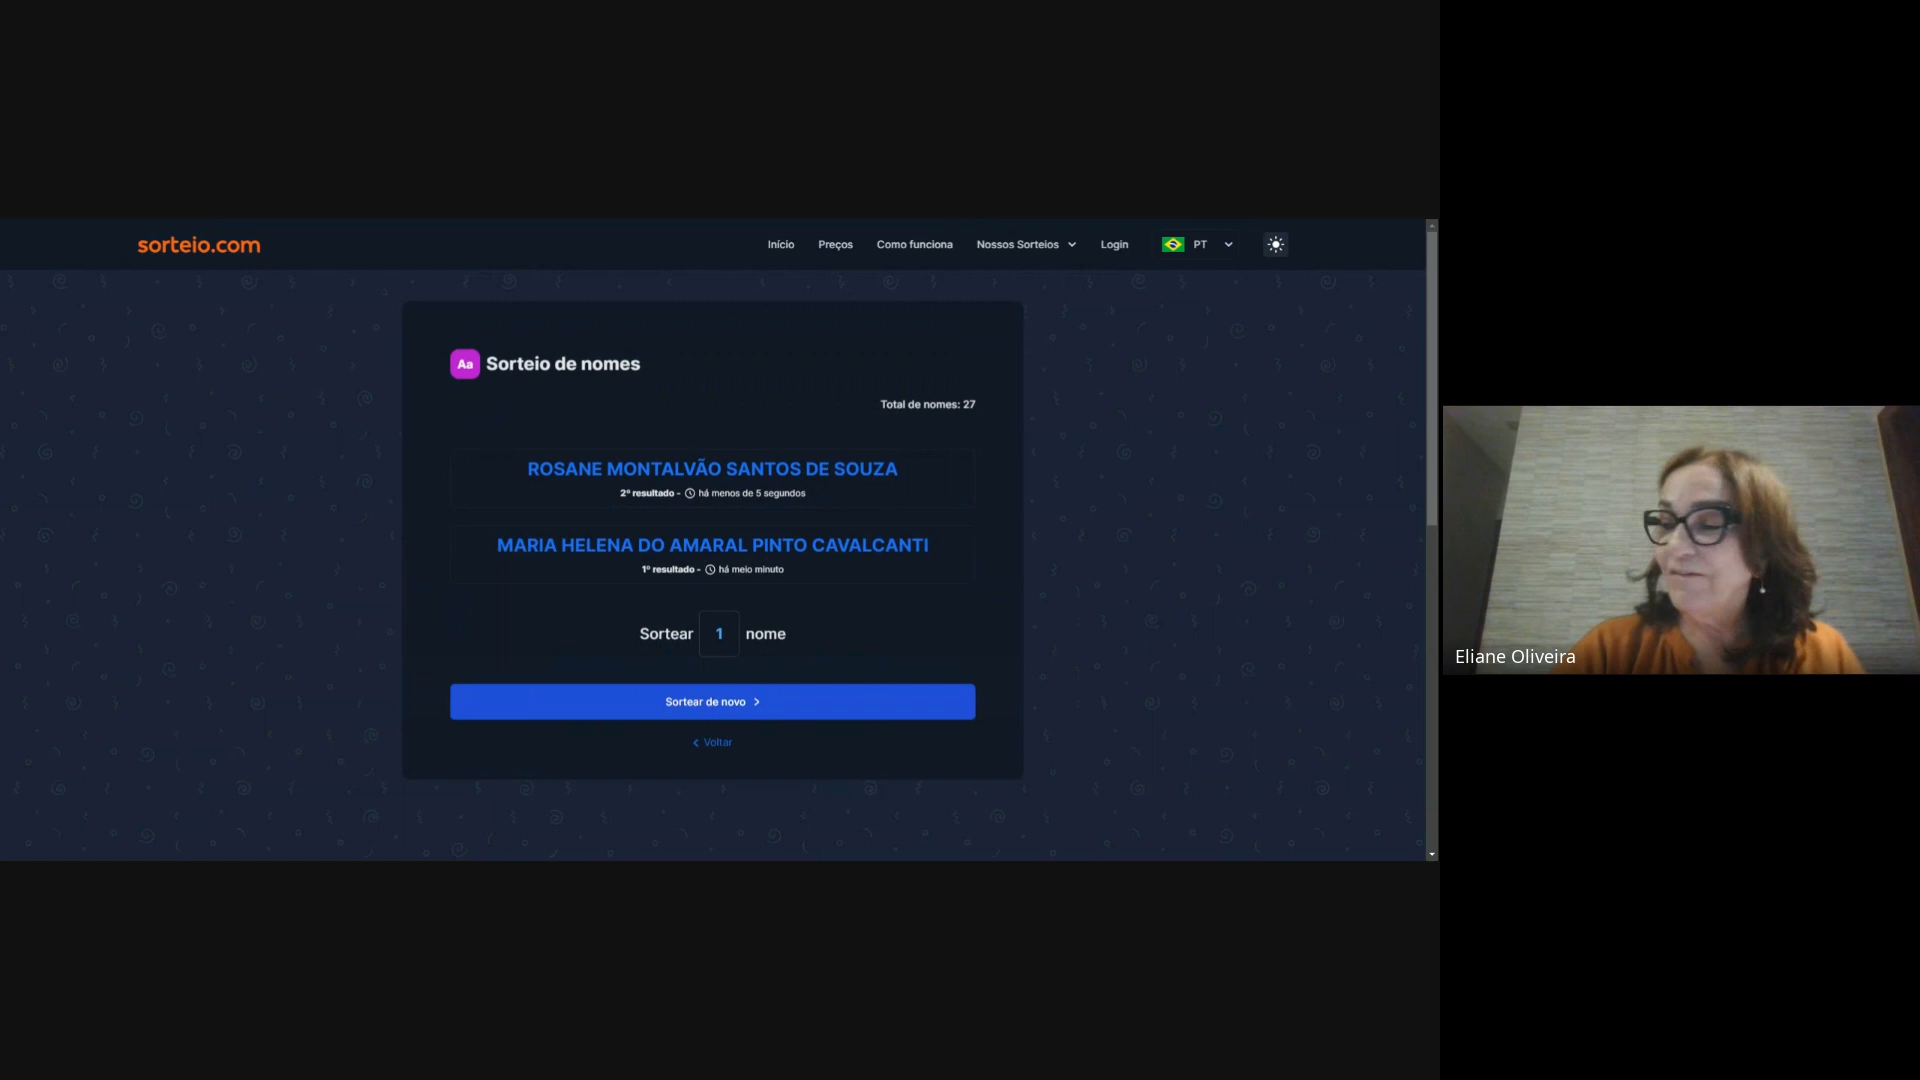 sorteio.com
Início
Preços
Como funciona
Nossos Sorteios
Login
PT
Aa Sorteio de nomes
Total de nomes: 27
ROSANE MONTALVÃO SANTOS DE SOUZA
2º resultado - há menos de 5 segundos
MARIA HELENA DO AMARAL PINTO CAVALCANTI
1º resultado - há meio minuto
Sortear 1 nome
Sortear de novo
Voltar
Eliane Oliveira